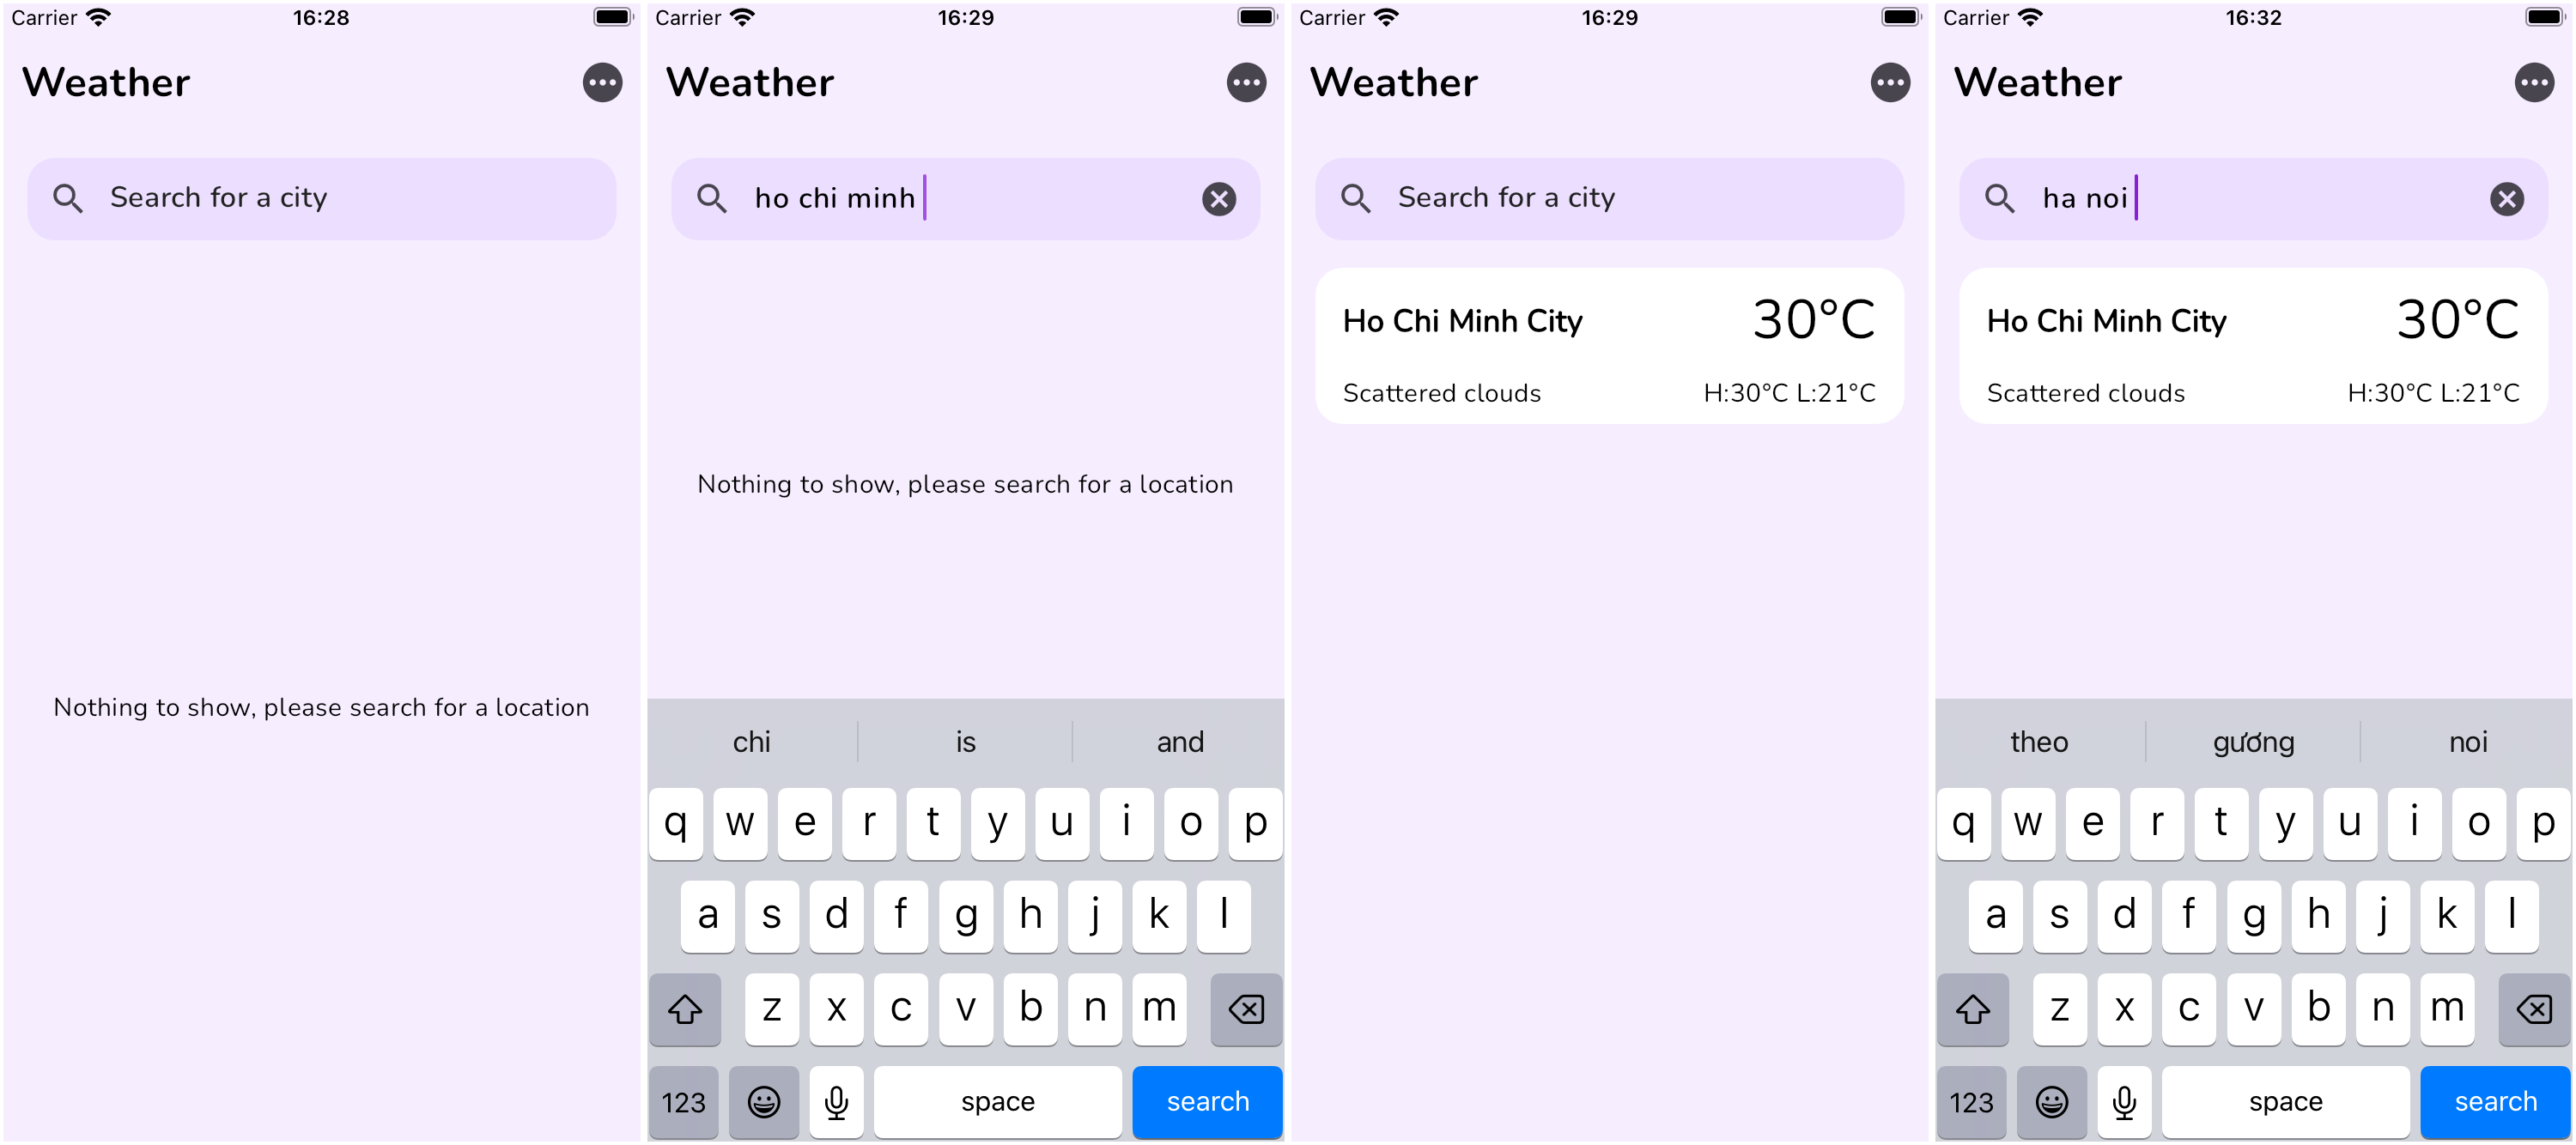 Carrier 16:28
Weather
Search for a city
Nothing to show, please search for a location
Carrier 16:29
Weather
ho chi minh
Nothing to show, please search for a location
chi is and
q w e r t y u i o p
a s d f g h j k l
z x c v b n m
123 space search
Carrier 16:29
Weather
Search for a city
Ho Chi Minh City 30°C
Scattered clouds H:30°C L:21°C
Carrier 16:32
Weather
ha noi
Ho Chi Minh City 30°C
Scattered clouds H:30°C L:21°C
theo gương noi
q w e r t y u i o p
a s d f g h j k l
z x c v b n m
123 space search